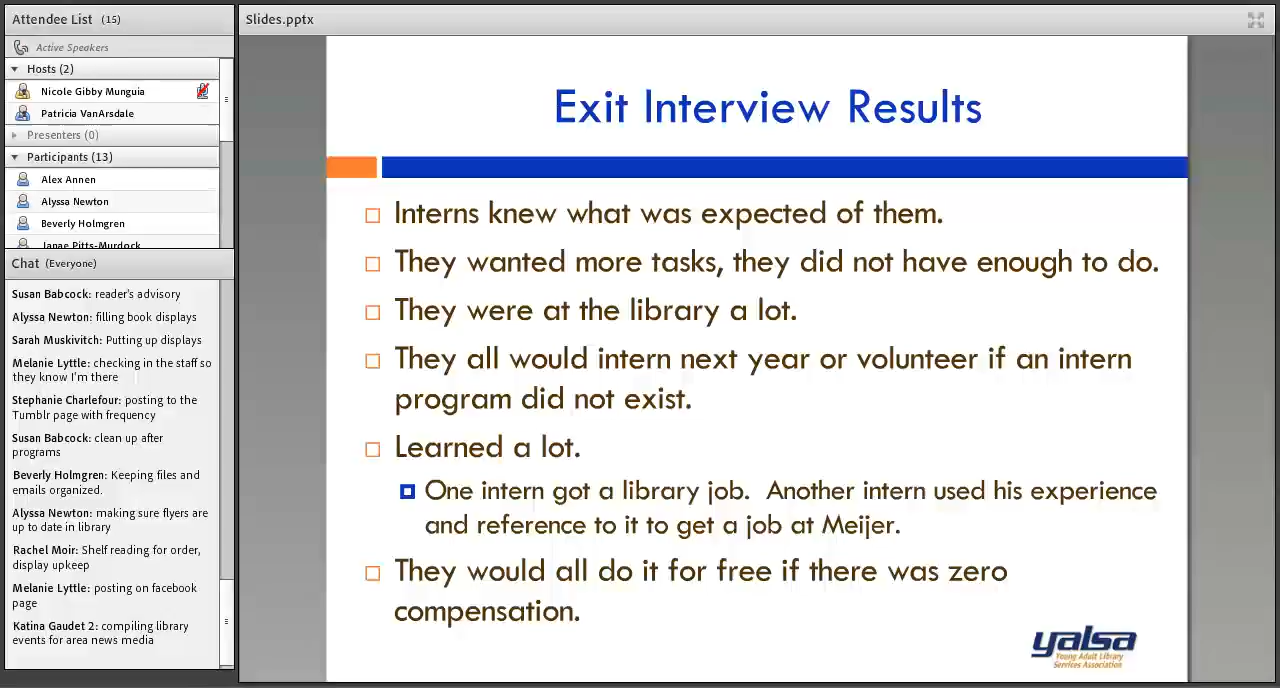 Attendee List (15)
Active Speakers
Hosts (2)
Nicole Gibby Munguia
Patricia VanArsdale
Presenters (0)
Participants (13)
Alex Annen
Alyssa Newton
Beverly Holmgren
Janae Pitts-Murdock
Chat (Everyone)
Susan Babcock: reader's advisory
Alyssa Newton: filling book displays
Sarah Muskivitch: Putting up displays
Melanie Lyttle: checking in the staff so
they know I'm there
Stephanie Charlefour: posting to the
Tumblr page with frequency
Susan Babcock: clean up after
programs
Beverly Holmgren: Keeping files and
emails organized.
Alyssa Newton: making sure flyers are
up to date in library
Rachel Moir: Shelf reading for order,
display upkeep
Melanie Lyttle: posting on facebook
page
Katina Gaudet 2: compiling library
events for area news media
Slides.pptx
Exit Interview Results
Interns knew what was expected of them.
They wanted more tasks, they did not have enough to do.
They were at the library a lot.
They all would intern next year or volunteer if an intern
program did not exist.
Learned a lot.
One intern got a library job. Another intern used his experience
and reference to it to get a job at Meijer.
They would all do it for free if there was zero
compensation.
yalsa
Young Adult Library
Services Association